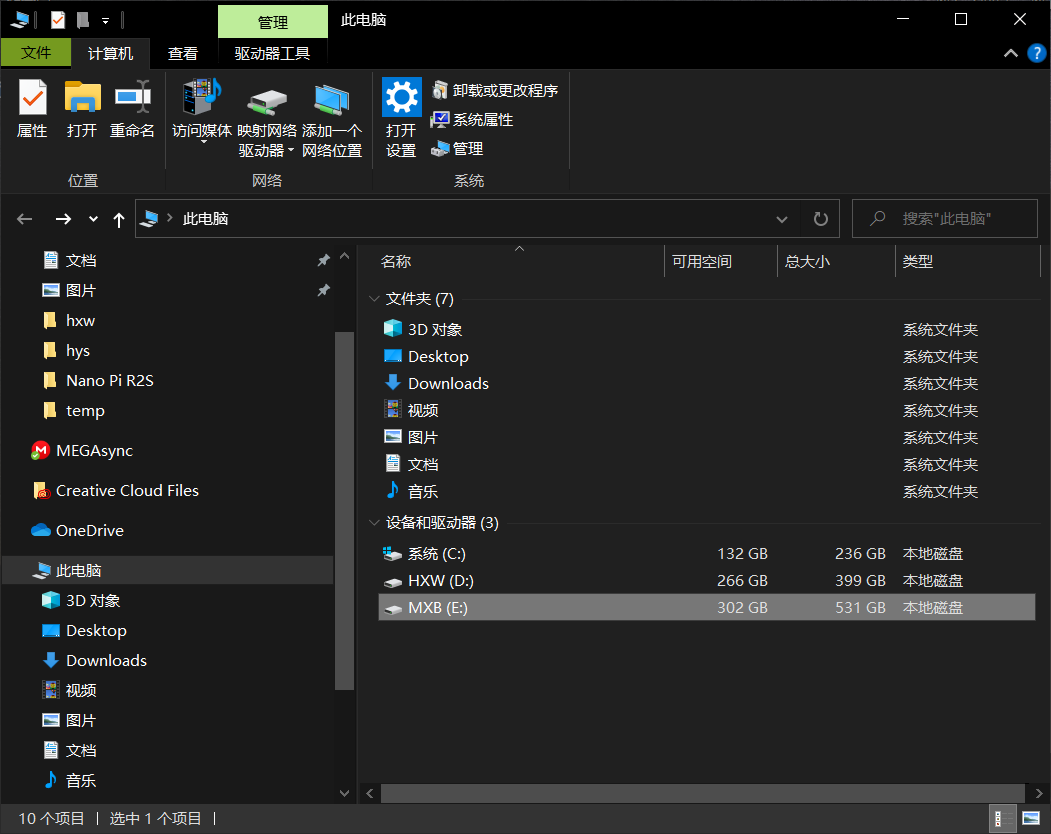 管理 此电脑
文件 计算机 查看 驱动器工具
属性 打开 重命名 访问媒体 映射网络驱动器 添加一个网络位置 打开设置 卸载或更改程序
系统属性
管理
位置 网络 系统
此电脑 搜索"此电脑"
文档
图片
hxw
hys
Nano Pi R2S
temp
MEGAsync
Creative Cloud Files
OneDrive
此电脑
3D 对象
Desktop
Downloads
视频
图片
文档
音乐
名称 可用空间 总大小 类型
文件夹 (7)
3D 对象 系统文件夹
Desktop 系统文件夹
Downloads 系统文件夹
视频 系统文件夹
图片 系统文件夹
文档 系统文件夹
音乐 系统文件夹
设备和驱动器 (3)
系统 (C:) 132 GB 236 GB 本地磁盘
HXW (D:) 266 GB 399 GB 本地磁盘
MXB (E:) 302 GB 531 GB 本地磁盘
10 个项目 选中 1 个项目